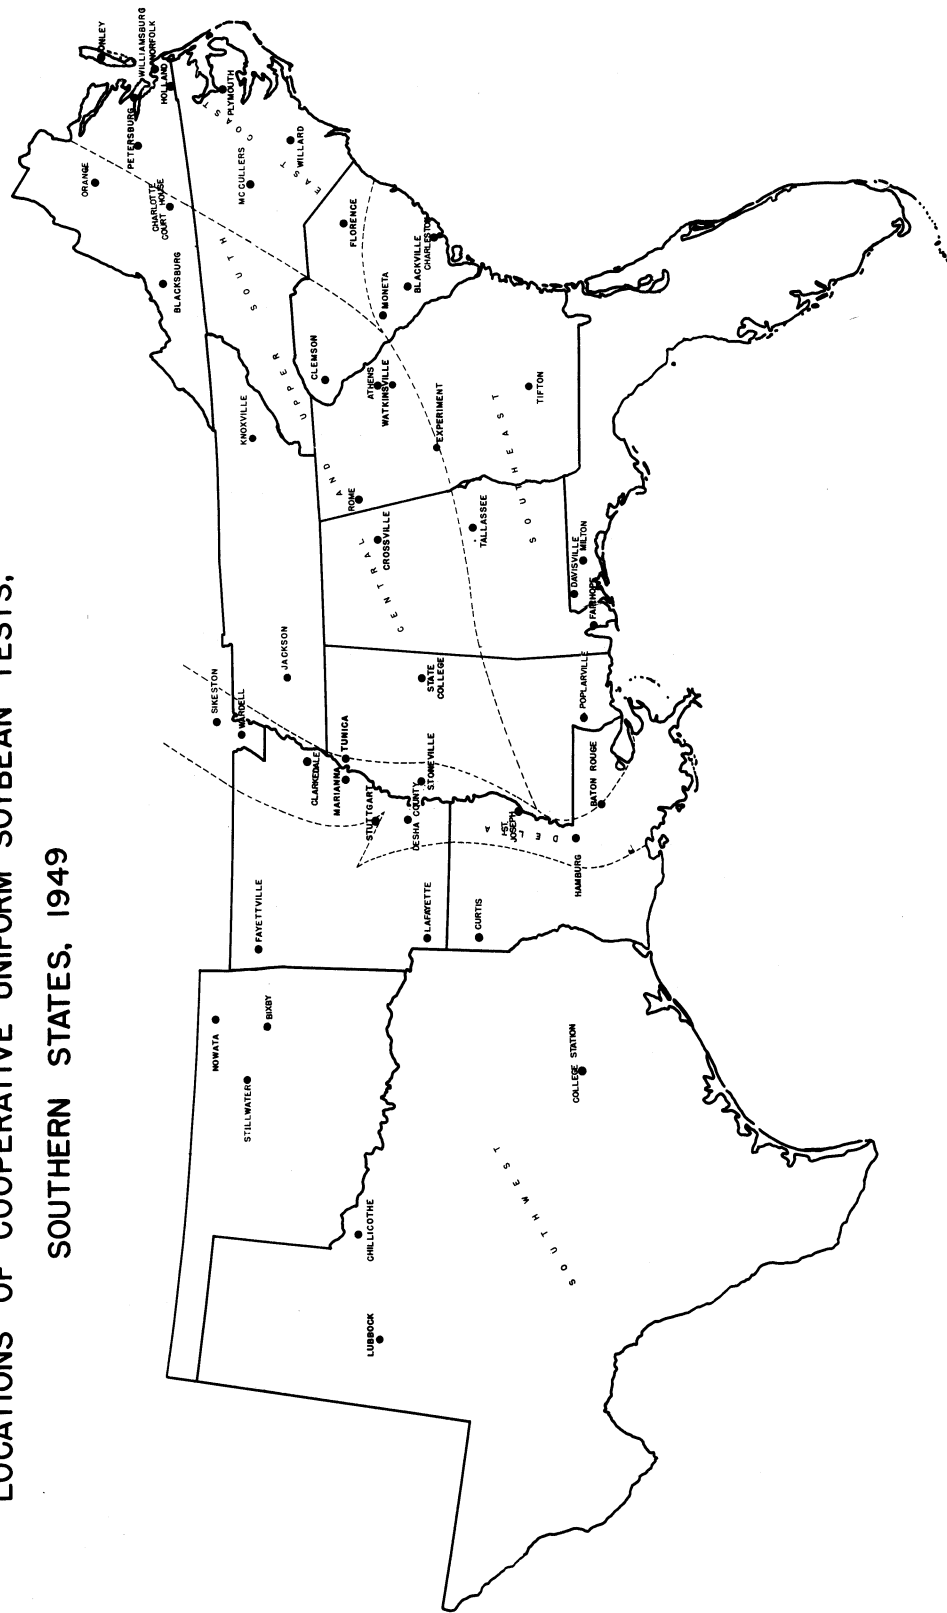 LOCATIONS OF COOPERATIVE UNIFORM SOYBEAN TESTS,
SOUTHERN STATES, 1949
NOWATA
BIXBY
STILLWATER
CHILLICOTHE
LUBBOCK
COLLEGE STATION
SOUTHWEST
FAYETTVILLE
LAFAYETTE
CURTIS
HAMBURG
ST.
JOSEPH
BATON ROUGE
DESHA COUNTY
STUTTGART
MARIANNA
CLARKEDALE
SIKESTON
WARDELL
TUNICA
STONEVILLE
STATE
COLLEGE
POPLARVILLE
JACKSON
KNOXVILLE
CROSSVILLE
TALLASSEE
FAIRHOPE
DAVISVILLE
MILTON
CENTRAL
AND
UPPER
SOUTH
EAST
COAST
SOUTHEAST
ROME
ATHENS
WATKINSVILLE
EXPERIMENT
TIFTON
CLEMSON
MONETA
BLACKVILLE
CHARLESTON
FLORENCE
MC CULLERS
WILLARD
PLYMOUTH
BLACKSBURG
CHARLOTTE
COURT HOUSE
ORANGE
PETERSBURG
HOLLAND
WILLIAMSBURG
NORFOLK
ONLEY